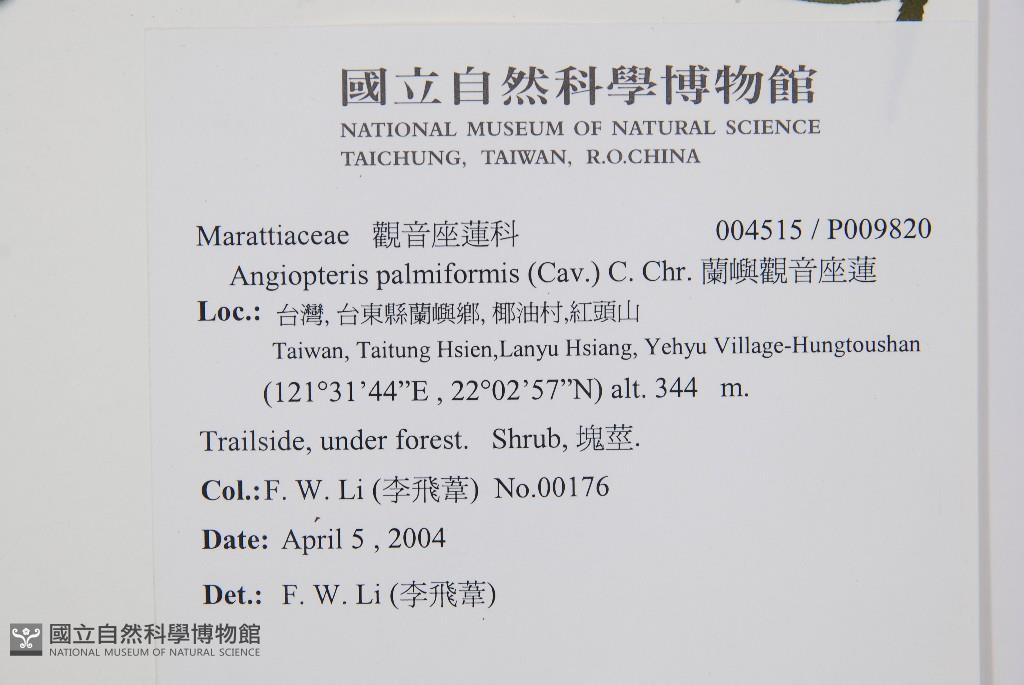 國立自然科學博物館
NATIONAL MUSEUM OF NATURAL SCIENCE
TAICHUNG, TAIWAN, R.O.CHINA
Marattiaceae 觀音座蓮科 004515 / P009820
Angiopteris palmiformis (Cav.) C. Chr. 蘭嶼觀音座蓮
Loc.: 台灣, 台東縣蘭嶼鄉, 椰油村,紅頭山
Taiwan, Taitung Hsien,Lanyu Hsiang, Yehyu Village-Hungtoushan
(121°31’44”E , 22°02’57”N) alt. 344 m.
Trailside, under forest. Shrub, 塊莖.
Col.:F. W. Li (李飛葦) No.00176
Date: April 5 , 2004
Det.: F. W. Li (李飛葦)
國立自然科學博物館
NATIONAL MUSEUM OF NATURAL SCIENCE